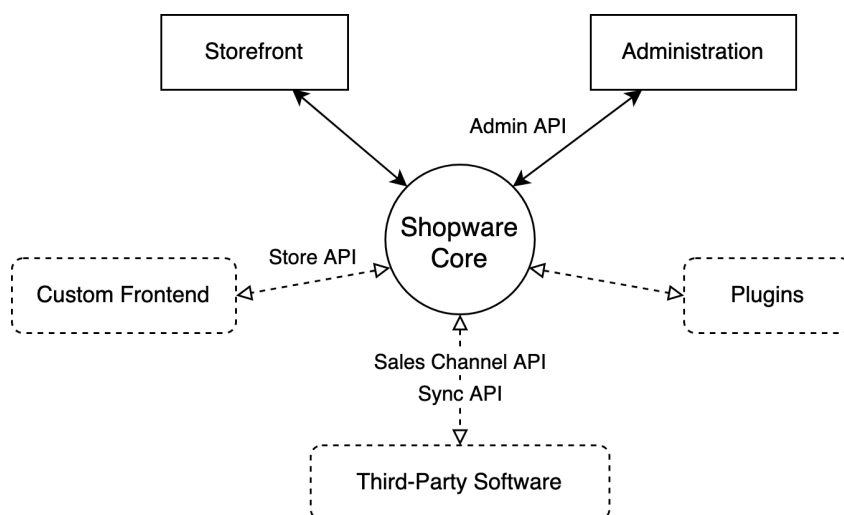 Storefront
Administration
Admin API
Shopware
Core
Store API
Custom Frontend
Plugins
Sales Channel API
Sync API
Third-Party Software